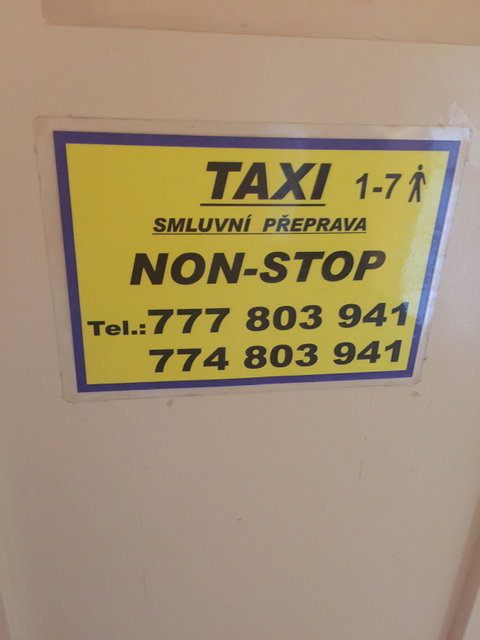 TAXI 1-7
SMLUVNÍ PŘEPRAVA
NON-STOP
Tel.: 777 803 941
774 803 941